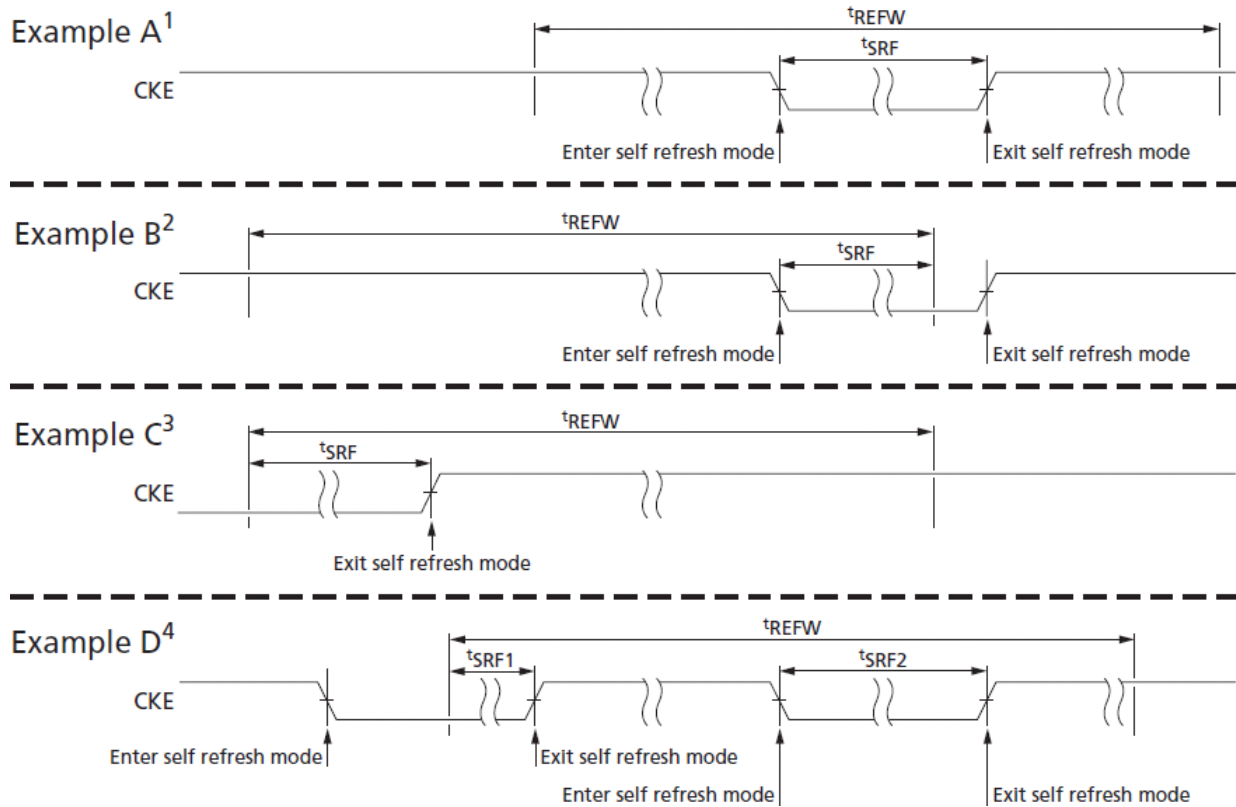 Example A¹
tREFW
tSRF
CKE
Enter self refresh mode
Exit self refresh mode
Example B²
tREFW
tSRF
CKE
Enter self refresh mode
Exit self refresh mode
Example C³
tREFW
tSRF
CKE
Exit self refresh mode
Example D⁴
tREFW
tSRF1
tSRF2
CKE
Enter self refresh mode
Exit self refresh mode
Enter self refresh mode
Exit self refresh mode